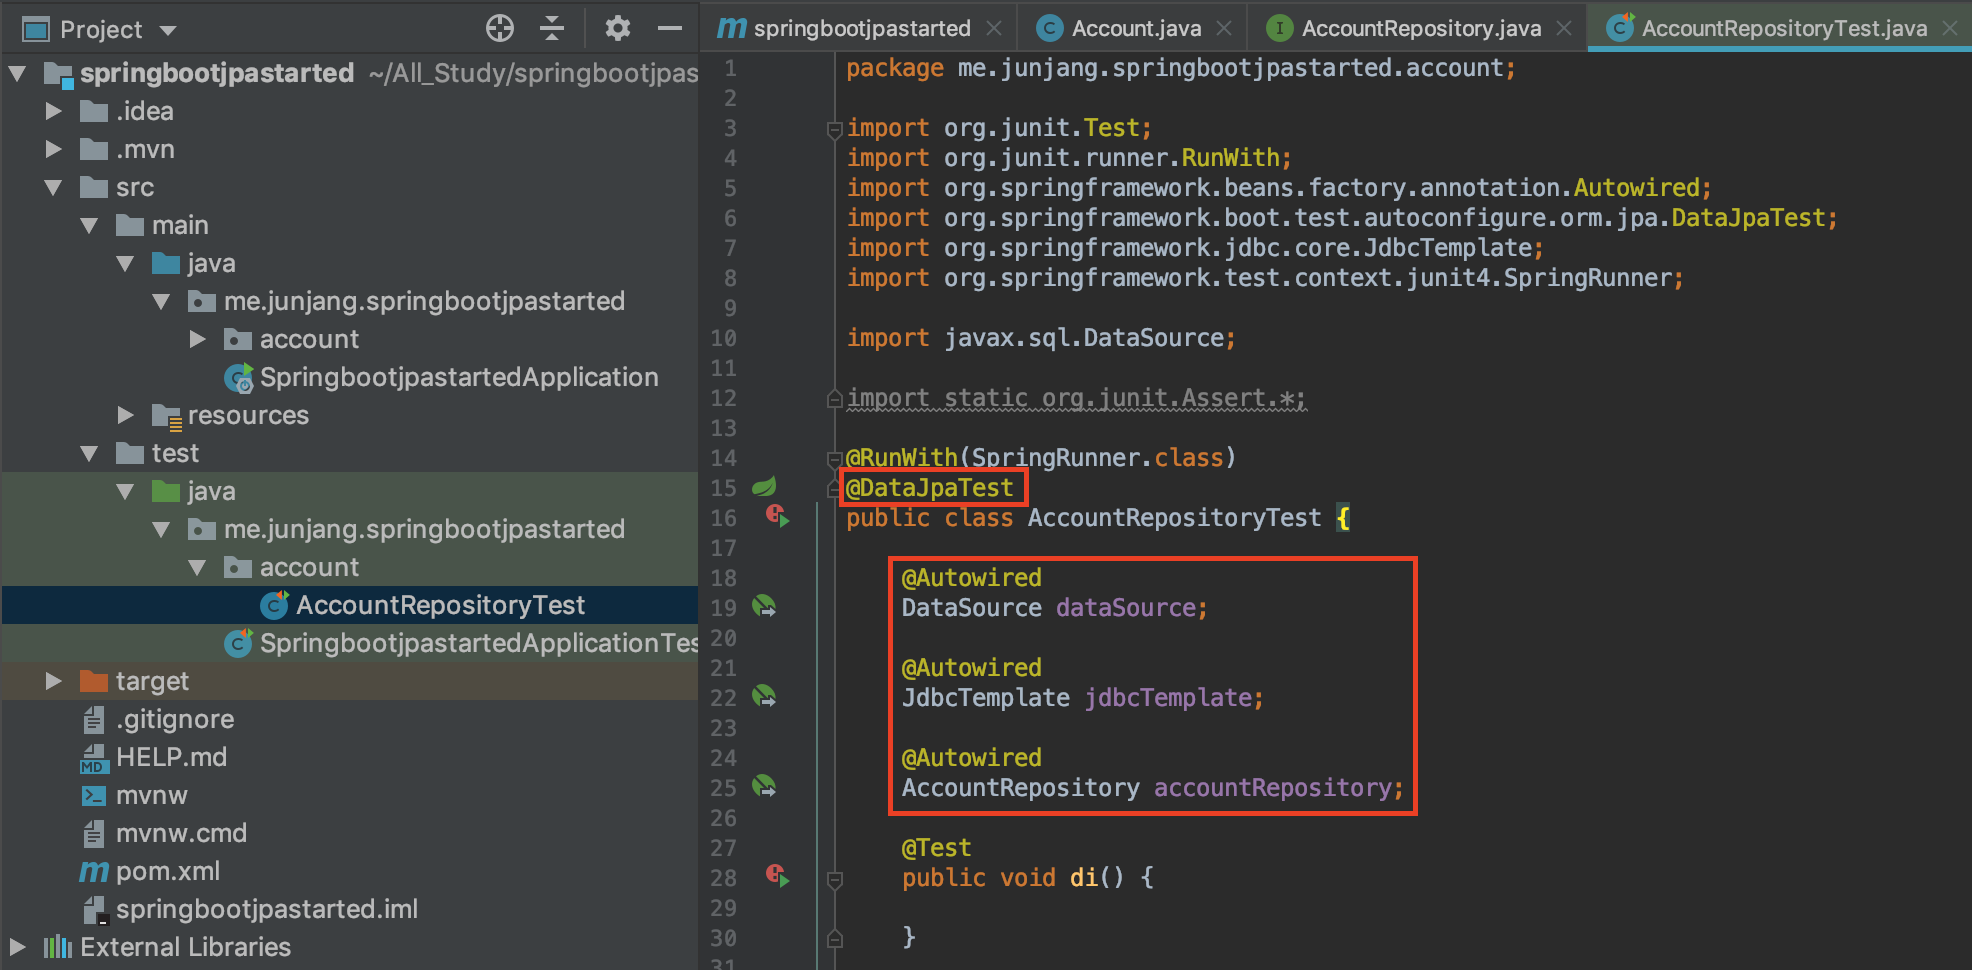 Project
springbootjpastarted ~/All_Study/springbootjpas
.idea
.mvn
src
main
java
me.junjang.springbootjpastarted
account
SpringbootjpastartedApplication
resources
test
java
me.junjang.springbootjpastarted
account
AccountRepositoryTest
SpringbootjpastartedApplicationTes
target
.gitignore
HELP.md
mvnw
mvnw.cmd
pom.xml
springbootjpastarted.iml
External Libraries
springbootjpastarted
Account.java
AccountRepository.java
AccountRepositoryTest.java
1 package me.junjang.springbootjpastarted.account;
2
3 import org.junit.Test;
4 import org.junit.runner.RunWith;
5 import org.springframework.beans.factory.annotation.Autowired;
6 import org.springframework.boot.test.autoconfigure.orm.jpa.DataJpaTest;
7 import org.springframework.jdbc.core.JdbcTemplate;
8 import org.springframework.test.context.junit4.SpringRunner;
9
10 import javax.sql.DataSource;
11
12 import static org.junit.Assert.*;
13
14 @RunWith(SpringRunner.class)
15 @DataJpaTest
16 public class AccountRepositoryTest {
17
18 @Autowired
19 DataSource dataSource;
20
21 @Autowired
22 JdbcTemplate jdbcTemplate;
23
24 @Autowired
25 AccountRepository accountRepository;
26
27 @Test
28 public void di() {
29
30 }
31